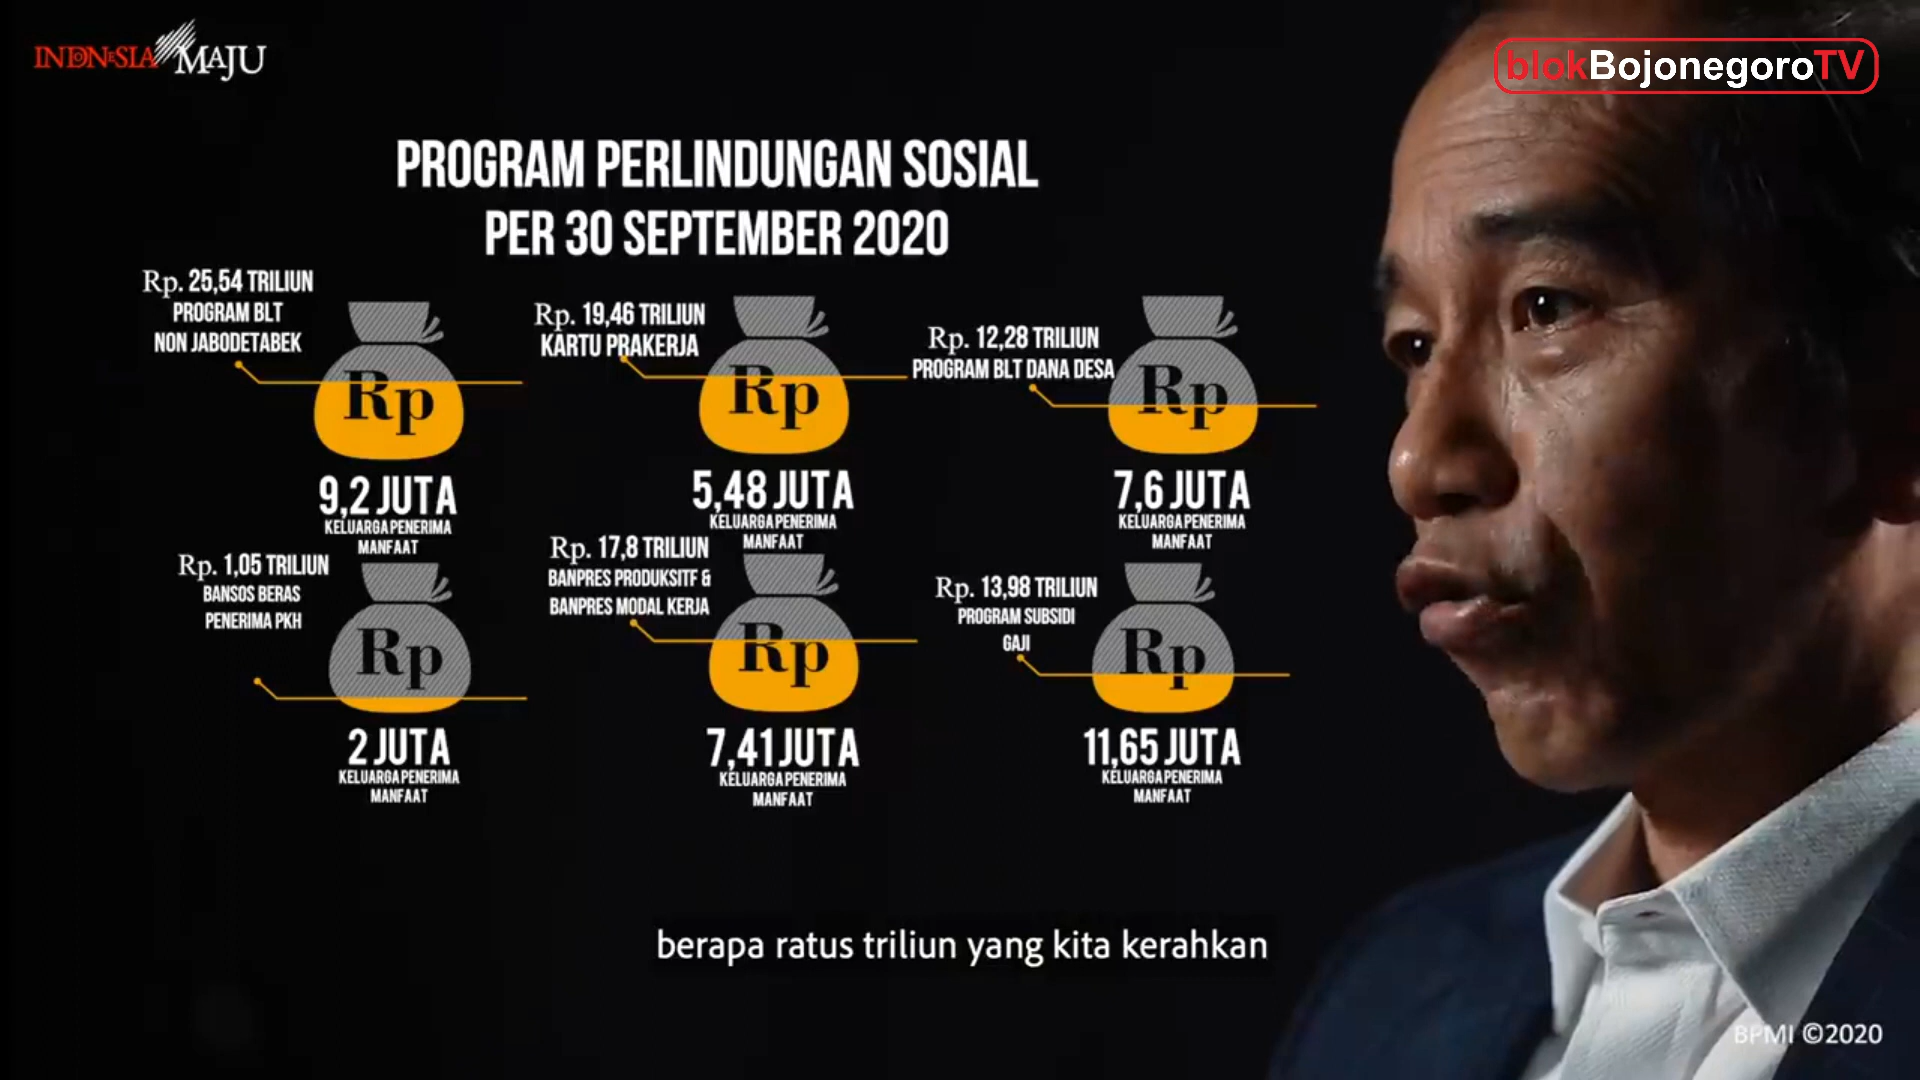 INDONESIA MAJU
blokBojonegoroTV
PROGRAM PERLINDUNGAN SOSIAL
PER 30 SEPTEMBER 2020
Rp. 25,54 TRILIUN
PROGRAM BLT
NON JABODETABEK
Rp
9,2 JUTA
KELUARGA PENERIMA
MANFAAT
Rp. 19,46 TRILIUN
KARTU PRAKERJA
Rp
5,48 JUTA
KELUARGA PENERIMA
MANFAAT
Rp. 12,28 TRILIUN
PROGRAM BLT DANA DESA
Rp
7,6 JUTA
KELUARGA PENERIMA
MANFAAT
Rp. 1,05 TRILIUN
BANSOS BERAS
PENERIMA PKH
Rp
2 JUTA
KELUARGA PENERIMA
MANFAAT
Rp. 17,8 TRILIUN
BANPRES PRODUKSITF &
BANPRES MODAL KERJA
Rp
7,41 JUTA
KELUARGA PENERIMA
MANFAAT
Rp. 13,98 TRILIUN
PROGRAM SUBSIDI
GAJI
Rp
11,65 JUTA
KELUARGA PENERIMA
MANFAAT
berapa ratus triliun yang kita kerahkan
BPMI ©2020